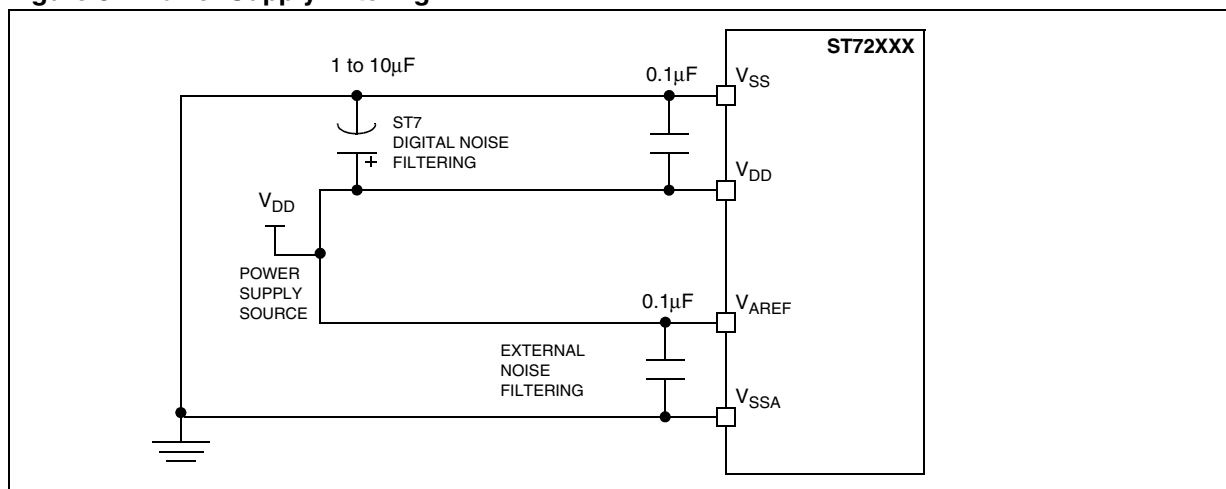 ST72XXX
1 to 10µF
0.1µF
VSS
ST7
DIGITAL NOISE
FILTERING
+
VDD
VDD
POWER
SUPPLY
SOURCE
0.1µF
VAREF
EXTERNAL
NOISE
FILTERING
VSSA